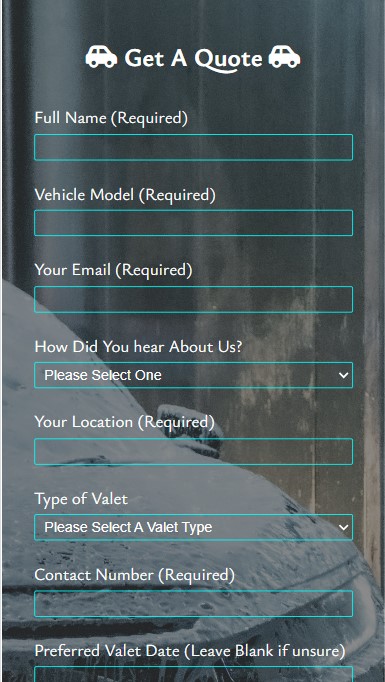 Get A Quote
Full Name (Required)
Vehicle Model (Required)
Your Email (Required)
How Did You hear About Us?
Please Select One
Your Location (Required)
Type of Valet
Please Select A Valet Type
Contact Number (Required)
Preferred Valet Date (Leave Blank if unsure)